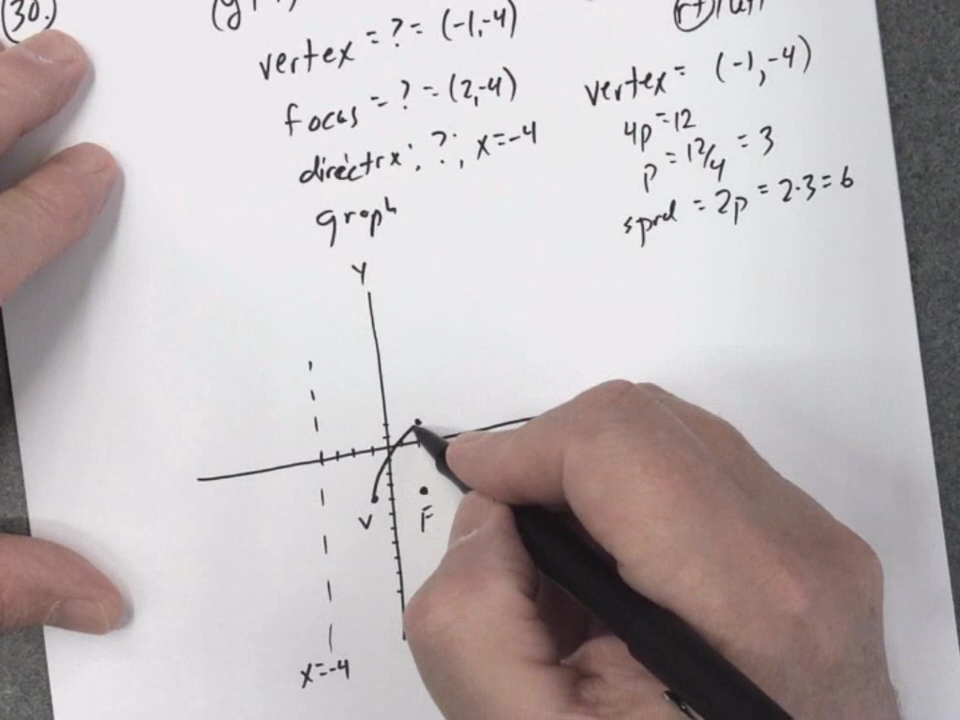 (30.)
vertex = ? = (-1,-4)
focus = ? = (2,-4)
directrx: ?; x=-4
graph
vertex = (-1,-4)
4p = 12
p = 12/4 = 3
sprd = 2p = 2·3 = 6
Y
V
F
x=-4